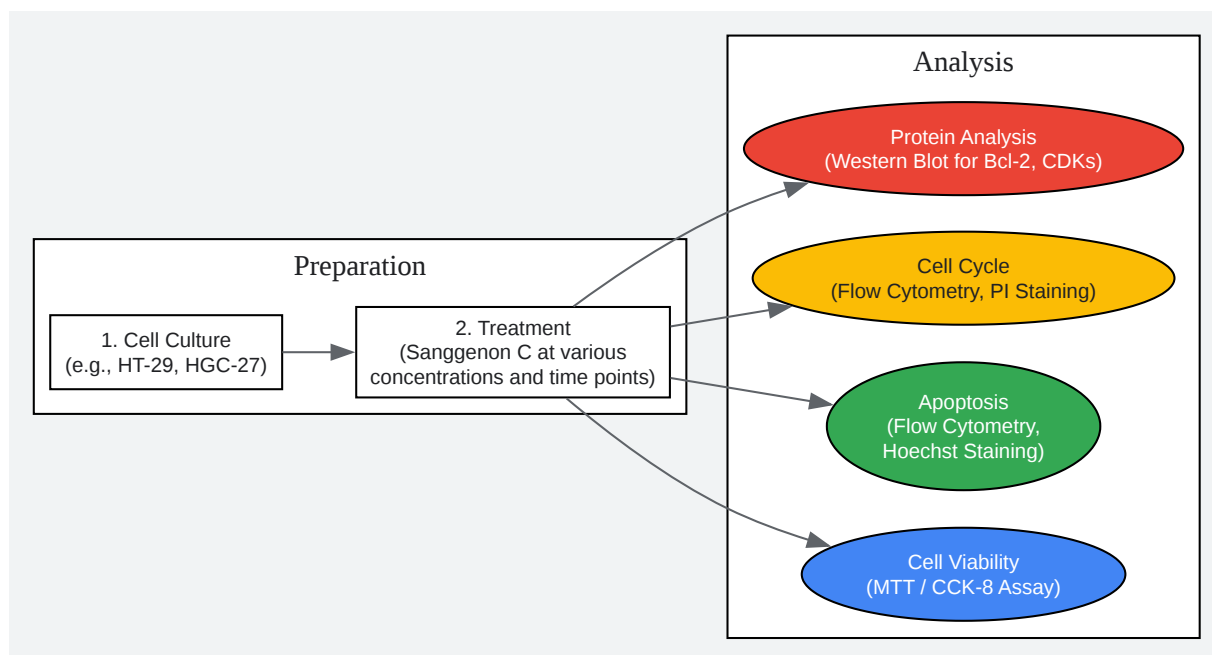 Preparation
1. Cell Culture
(e.g., HT-29, HGC-27)
2. Treatment
(Sanggenon C at various
concentrations and time points)
Analysis
Protein Analysis
(Western Blot for Bcl-2, CDKs)
Cell Cycle
(Flow Cytometry, PI Staining)
Apoptosis
(Flow Cytometry,
Hoechst Staining)
Cell Viability
(MTT / CCK-8 Assay)